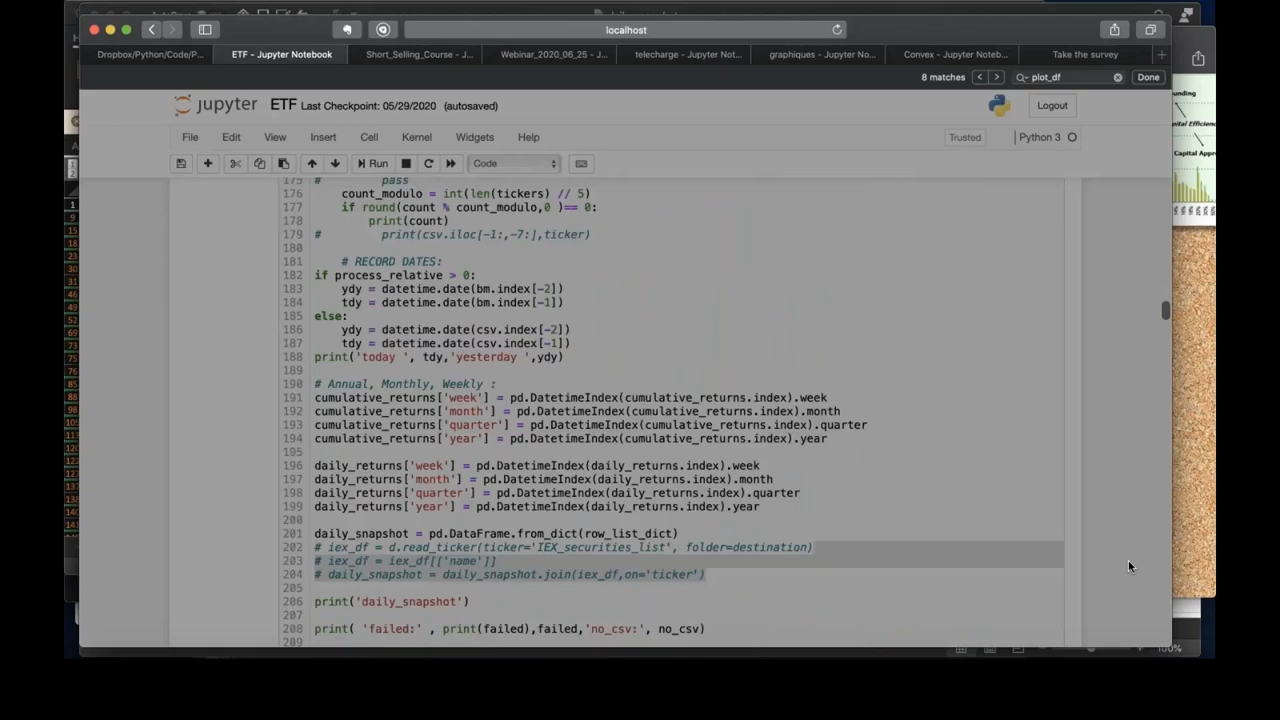 localhost
Dropbox/Python/Code/P...
ETF - Jupyter Notebook
Short_Selling_Course - J...
Webinar_2020_06_25 - J...
telecharge - Jupyter Not...
graphiques - Jupyter No...
Convex - Jupyter Noteb...
Take the survey
8 matches
plot_df
Done
jupyter
ETF Last Checkpoint: 05/29/2020 (autosaved)
Logout
File Edit View Insert Cell Kernel Widgets Help
Trusted
Python 3
Run
Code
175 # pass
176 count_modulo = int(len(tickers) // 5)
177 if round(count % count_modulo,0 )== 0:
178 print(count)
179 # print(csv.iloc[-1:,-7:],ticker)
180
181 # RECORD DATES:
182 if process_relative > 0:
183 ydy = datetime.date(bm.index[-2])
184 tdy = datetime.date(bm.index[-1])
185 else:
186 ydy = datetime.date(csv.index[-2])
187 tdy = datetime.date(csv.index[-1])
188 print('today ', tdy,'yesterday ',ydy)
189
190 # Annual, Monthly, Weekly :
191 cumulative_returns['week'] = pd.DatetimeIndex(cumulative_returns.index).week
192 cumulative_returns['month'] = pd.DatetimeIndex(cumulative_returns.index).month
193 cumulative_returns['quarter'] = pd.DatetimeIndex(cumulative_returns.index).quarter
194 cumulative_returns['year'] = pd.DatetimeIndex(cumulative_returns.index).year
195
196 daily_returns['week'] = pd.DatetimeIndex(daily_returns.index).week
197 daily_returns['month'] = pd.DatetimeIndex(daily_returns.index).month
198 daily_returns['quarter'] = pd.DatetimeIndex(daily_returns.index).quarter
199 daily_returns['year'] = pd.DatetimeIndex(daily_returns.index).year
200
201 daily_snapshot = pd.DataFrame.from_dict(row_list_dict)
202 # iex_df = d.read_ticker(ticker='IEX_securities_list', folder=destination)
203 # iex_df = iex_df[['name']]
204 # daily_snapshot = daily_snapshot.join(iex_df,on='ticker')
205
206 print('daily_snapshot')
207
208 print( 'failed:' , print(failed),failed,'no_csv:', no_csv)
209
100%